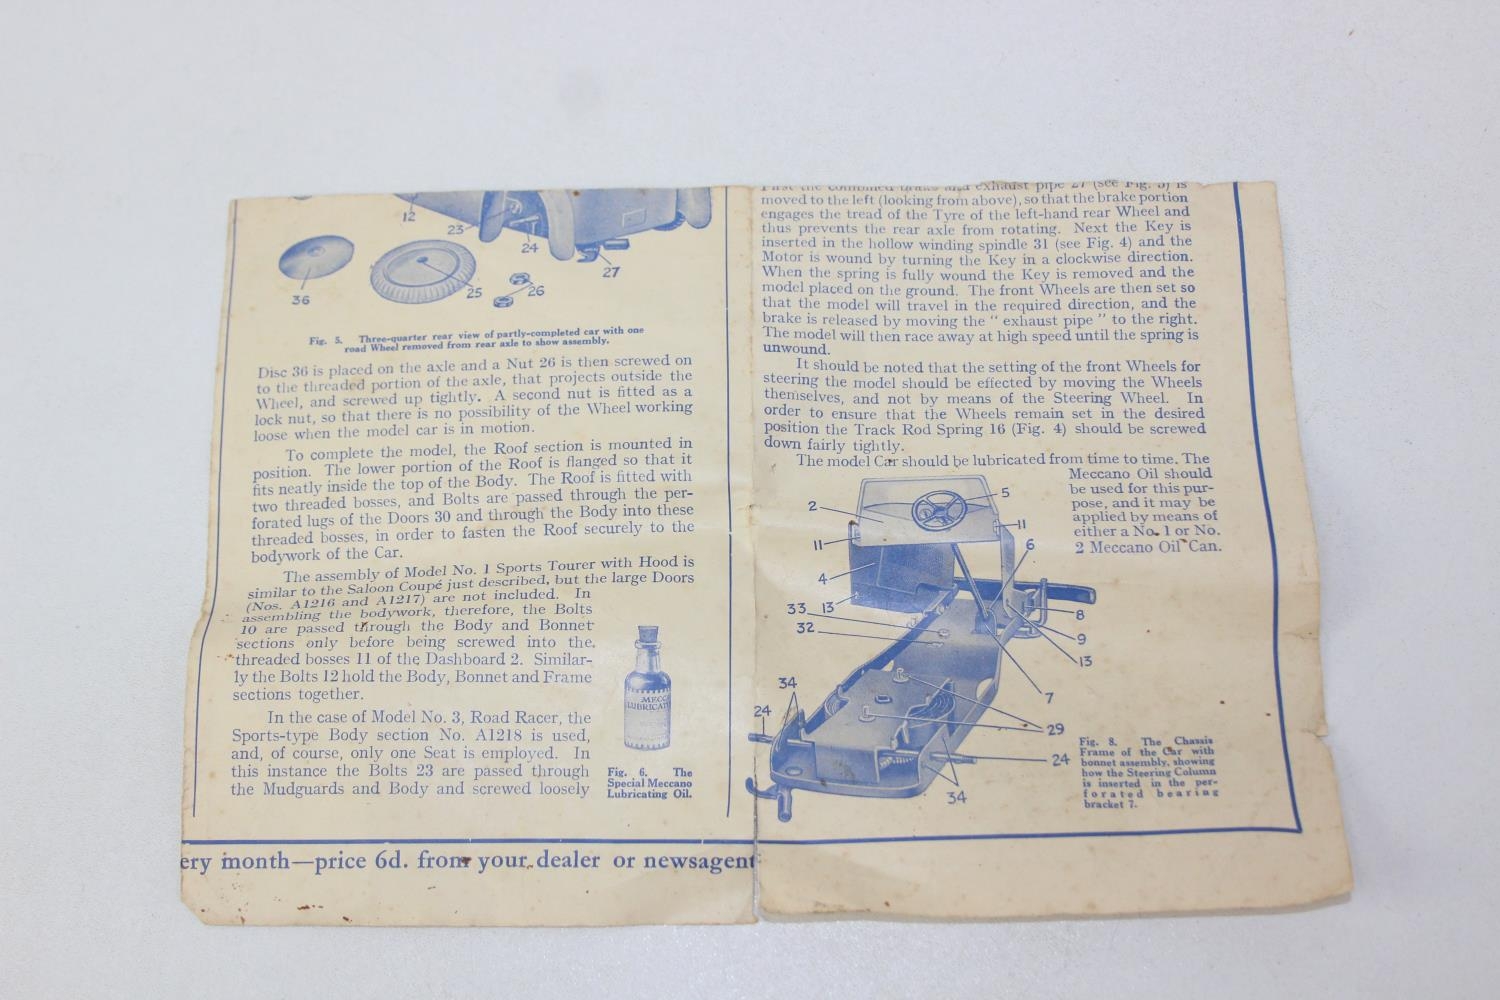 12
23
24
27
36
25
26
Fig. 5. Three-quarter rear view of partly-completed car with one
road Wheel removed from rear axle to show assembly.
Disc 36 is placed on the axle and a Nut 26 is then screwed on
to the threaded portion of the axle, that projects outside the
Wheel, and screwed up tightly. A second nut is fitted as a
lock nut, so that there is no possibility of the Wheel working
loose when the model car is in motion.
To complete the model, the Roof section is mounted in
position. The lower portion of the Roof is flanged so that it
fits neatly inside the top of the Body. The Roof is fitted with
two threaded bosses, and Bolts are passed through the per-
forated lugs of the Doors 30 and through the Body into these
threaded bosses, in order to fasten the Roof securely to the
bodywork of the Car.
The assembly of Model No. 1 Sports Tourer with Hood is
similar to the Saloon Coupé just described, but the large Doors
(Nos. A1216 and A1217) are not included. In
assembling the bodywork, therefore, the Bolts
10 are passed through the Body and Bonnet
sections only before being screwed into the
threaded bosses 11 of the Dashboard 2. Similar-
ly the Bolts 12 hold the Body, Bonnet and Frame
sections together.
In the case of Model No. 3, Road Racer, the
Sports-type Body section No. A1218 is used,
and, of course, only one Seat is employed. In
this instance the Bolts 23 are passed through
the Mudguards and Body and screwed loosely
MECCA
LUBRICATI
Fig. 6. The
Special Meccano
Lubricating Oil.
ery month—price 6d. from your dealer or newsagent
First the combined brake and exhaust pipe 27 (see Fig. 5) is
moved to the left (looking from above), so that the brake portion
engages the tread of the Tyre of the left-hand rear Wheel and
thus prevents the rear axle from rotating. Next the Key is
inserted in the hollow winding spindle 31 (see Fig. 4) and the
Motor is wound by turning the Key in a clockwise direction.
When the spring is fully wound the Key is removed and the
model placed on the ground. The front Wheels are then set so
that the model will travel in the required direction, and the
brake is released by moving the " exhaust pipe " to the right.
The model will then race away at high speed until the spring is
unwound.
It should be noted that the setting of the front Wheels for
steering the model should be effected by moving the Wheels
themselves, and not by means of the Steering Wheel. In
order to ensure that the Wheels remain set in the desired
position the Track Rod Spring 16 (Fig. 4) should be screwed
down fairly tightly.
The model Car should be lubricated from time to time. The
Meccano Oil should
be used for this pur-
pose, and it may be
applied by means of
either a No. 1 or No.
2 Meccano Oil Can.
2
5
11
11
6
4
13
33
8
32
9
13
34
7
24
29
24
34
Fig. 8. The Chassis
Frame of the Car with
bonnet assembly, showing
how the Steering Column
is inserted in the per-
forated bearing
bracket 7.